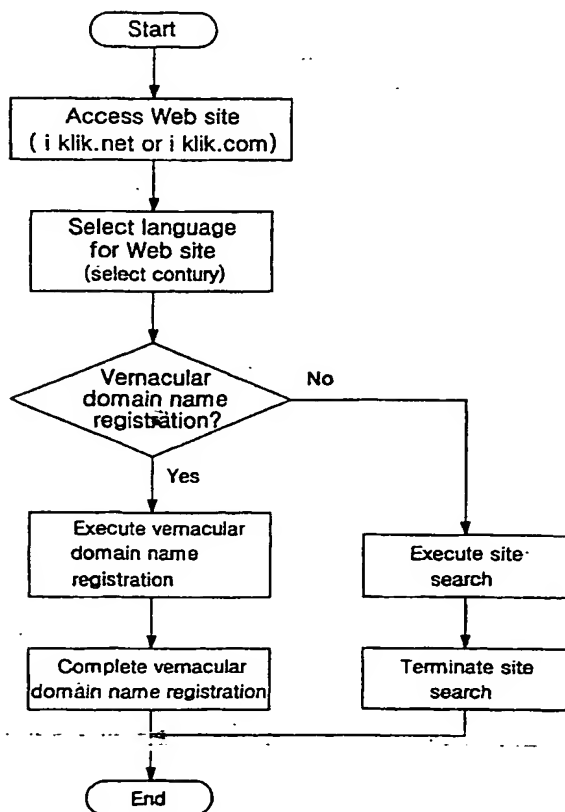 Start
Access Web site
( i klik.net or i klik.com)
Select language
for Web site
(select contury)
Vernacular
domain name
registration?
No
Yes
Execute vernacular
domain name
registration
Execute site
search
Complete vernacular
domain name registration
Terminate site
search
End